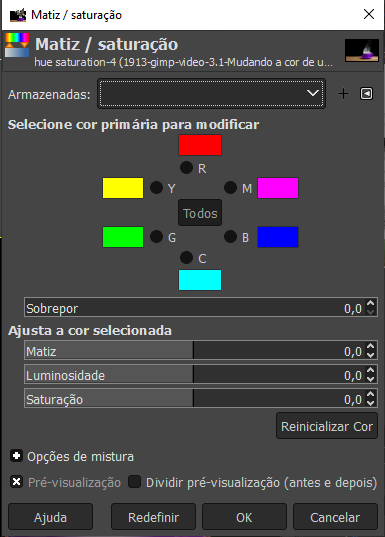 Matiz / saturação
Matiz / saturação
hue saturation-4 (1913-gimp-video-3.1-Mudando a cor de u...
Armazenadas:
Selecione cor primária para modificar
R
Y M
Todos
G B
C
Sobrepor 0,0
Ajusta a cor selecionada
Matiz 0,0
Luminosidade 0,0
Saturação 0,0
Reinicializar Cor
Opções de mistura
Pré-visualização Dividir pré-visualização (antes e depois)
Ajuda Redefinir OK Cancelar